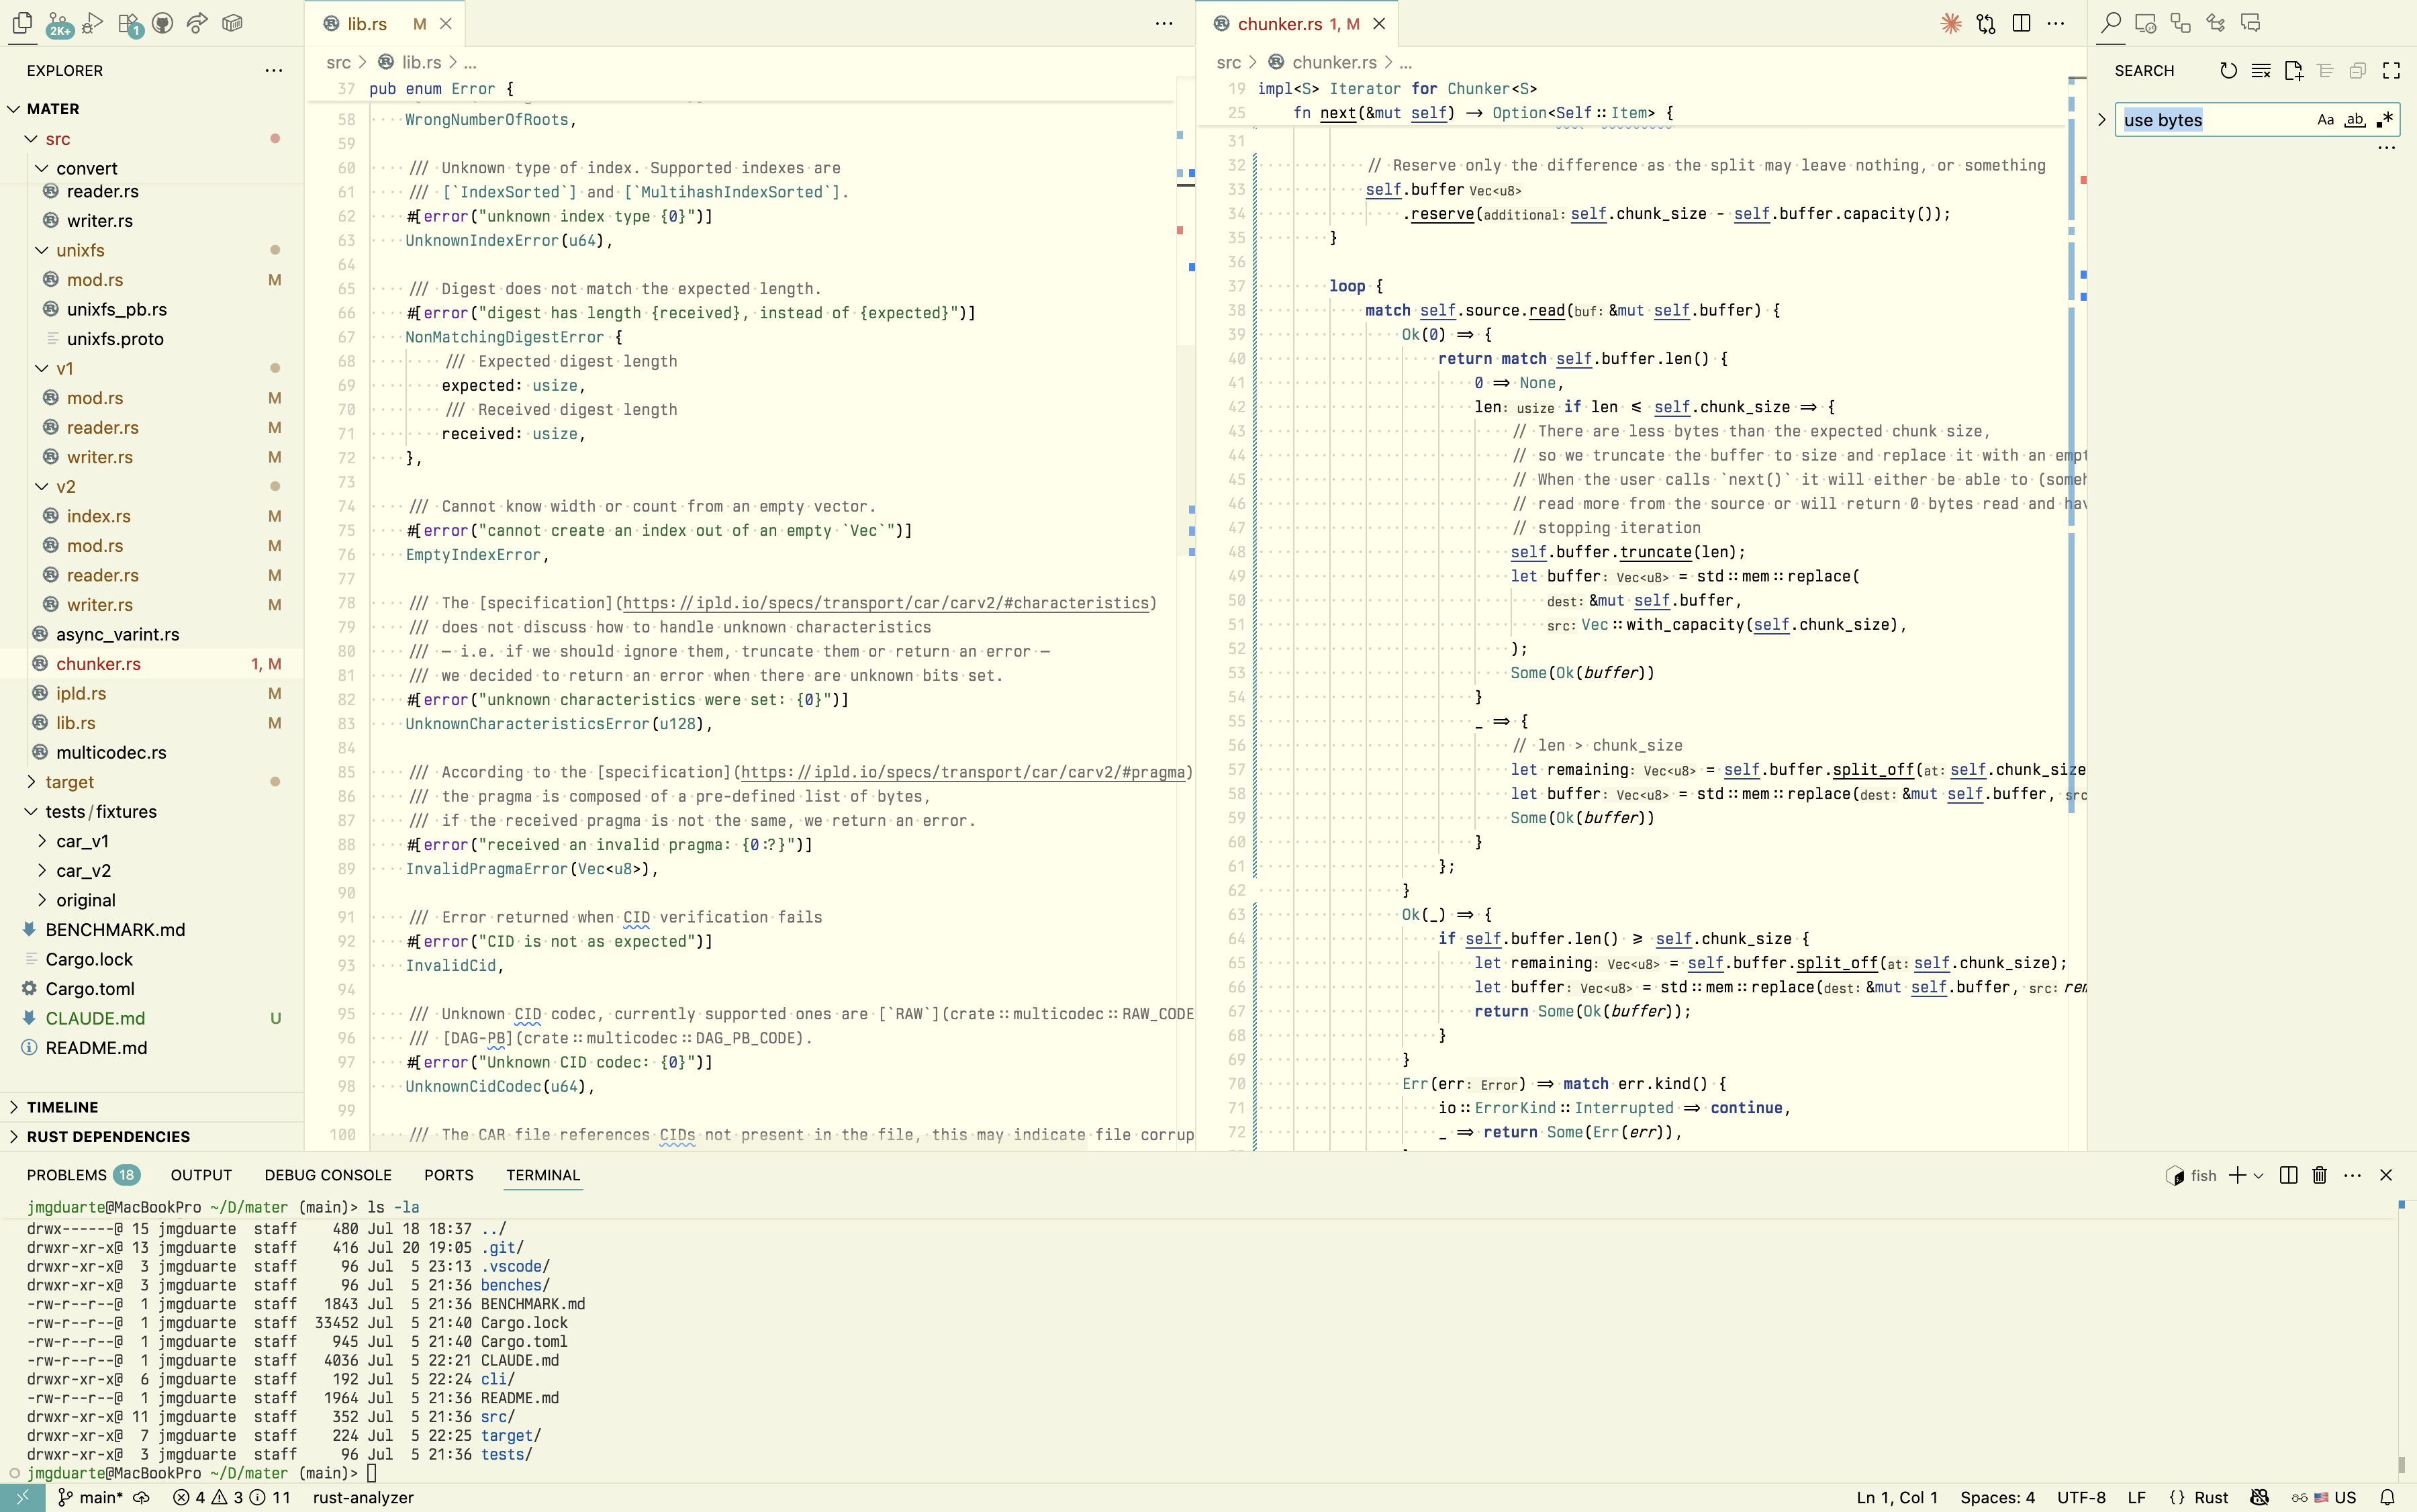 2K+
1
EXPLORER
MATER
src
convert
reader.rs
writer.rs
unixfs
mod.rs M
unixfs_pb.rs
unixfs.proto
v1
mod.rs M
reader.rs M
writer.rs M
v2
index.rs M
mod.rs M
reader.rs M
writer.rs M
async_varint.rs
chunker.rs 1, M
ipld.rs M
lib.rs M
multicodec.rs
target
tests/fixtures
car_v1
car_v2
original
BENCHMARK.md
Cargo.lock
Cargo.toml
CLAUDE.md U
README.md
TIMELINE
RUST DEPENDENCIES
lib.rs M
src > lib.rs > ...
37 pub enum Error {
58 WrongNumberOfRoots,
59
60 /// Unknown type of index. Supported indexes are
61 /// [`IndexSorted`] and [`MultihashIndexSorted`].
62 #[error("unknown index type {0}")]
63 UnknownIndexError(u64),
64
65 /// Digest does not match the expected length.
66 #[error("digest has length {received}, instead of {expected}")]
67 NonMatchingDigestError {
68 /// Expected digest length
69 expected: usize,
70 /// Received digest length
71 received: usize,
72 },
73
74 /// Cannot know width or count from an empty vector.
75 #[error("cannot create an index out of an empty `Vec`")]
76 EmptyIndexError,
77
78 /// The [specification](https://ipld.io/specs/transport/car/carv2/#characteristics)
79 /// does not discuss how to handle unknown characteristics
80 /// — i.e. if we should ignore them, truncate them or return an error —
81 /// we decided to return an error when there are unknown bits set.
82 #[error("unknown characteristics were set: {0}")]
83 UnknownCharacteristicsError(u128),
84
85 /// According to the [specification](https://ipld.io/specs/transport/car/carv2/#pragma)
86 /// the pragma is composed of a pre-defined list of bytes,
87 /// if the received pragma is not the same, we return an error.
88 #[error("received an invalid pragma: {0:?}")]
89 InvalidPragmaError(Vec<u8>),
90
91 /// Error returned when CID verification fails
92 #[error("CID is not as expected")]
93 InvalidCid,
94
95 /// Unknown CID codec, currently supported ones are [`RAW`](crate::multicodec::RAW_CODE
96 /// [DAG-PB](crate::multicodec::DAG_PB_CODE).
97 #[error("Unknown CID codec: {0}")]
98 UnknownCidCodec(u64),
99
100 /// The CAR file references CIDs not present in the file, this may indicate file corrup
chunker.rs 1, M
src > chunker.rs > ...
19 impl<S> Iterator for Chunker<S>
25 fn next(&mut self) -> Option<Self::Item> {
31
32 // Reserve only the difference as the split may leave nothing, or something
33 self.buffer Vec<u8>
34 .reserve(additional: self.chunk_size - self.buffer.capacity());
35 }
36
37 loop {
38 match self.source.read(buf: &mut self.buffer) {
39 Ok(0) => {
40 return match self.buffer.len() {
41 0 => None,
42 len: usize if len <= self.chunk_size => {
43 // There are less bytes than the expected chunk size,
44 // so we truncate the buffer to size and replace it with an empt
45 // When the user calls `next()` it will either be able to (someh
46 // read more from the source or will return 0 bytes read and hav
47 // stopping iteration
48 self.buffer.truncate(len);
49 let buffer: Vec<u8> = std::mem::replace(
50 dest: &mut self.buffer,
51 src: Vec::with_capacity(self.chunk_size),
52 );
53 Some(Ok(buffer))
54 }
55 _ => {
56 // len > chunk_size
57 let remaining: Vec<u8> = self.buffer.split_off(at: self.chunk_size
58 let buffer: Vec<u8> = std::mem::replace(dest: &mut self.buffer, src
59 Some(Ok(buffer))
60 }
61 };
62 }
63 Ok(_) => {
64 if self.buffer.len() >= self.chunk_size {
65 let remaining: Vec<u8> = self.buffer.split_off(at: self.chunk_size);
66 let buffer: Vec<u8> = std::mem::replace(dest: &mut self.buffer, src: rem
67 return Some(Ok(buffer));
68 }
69 }
70 Err(err: Error) => match err.kind() {
71 io::ErrorKind::Interrupted => continue,
72 _ => return Some(Err(err)),
SEARCH
use bytes Aa ab .*
PROBLEMS 18 OUTPUT DEBUG CONSOLE PORTS TERMINAL
fish
jmgduarte@MacBookPro ~/D/mater (main)> ls -la
drwx------@ 15 jmgduarte staff 480 Jul 18 18:37 ../
drwxr-xr-x@ 13 jmgduarte staff 416 Jul 20 19:05 .git/
drwxr-xr-x@ 3 jmgduarte staff 96 Jul 5 23:13 .vscode/
drwxr-xr-x@ 3 jmgduarte staff 96 Jul 5 21:36 benches/
-rw-r--r--@ 1 jmgduarte staff 1843 Jul 5 21:36 BENCHMARK.md
-rw-r--r--@ 1 jmgduarte staff 33452 Jul 5 21:40 Cargo.lock
-rw-r--r--@ 1 jmgduarte staff 945 Jul 5 21:40 Cargo.toml
-rw-r--r--@ 1 jmgduarte staff 4036 Jul 5 22:21 CLAUDE.md
drwxr-xr-x@ 6 jmgduarte staff 192 Jul 5 22:24 cli/
-rw-r--r--@ 1 jmgduarte staff 1964 Jul 5 21:36 README.md
drwxr-xr-x@ 11 jmgduarte staff 352 Jul 5 21:36 src/
drwxr-xr-x@ 7 jmgduarte staff 224 Jul 5 22:25 target/
drwxr-xr-x@ 3 jmgduarte staff 96 Jul 5 21:36 tests/
jmgduarte@MacBookPro ~/D/mater (main)>
main* 4 3 11 rust-analyzer
Ln 1, Col 1 Spaces: 4 UTF-8 LF {} Rust US